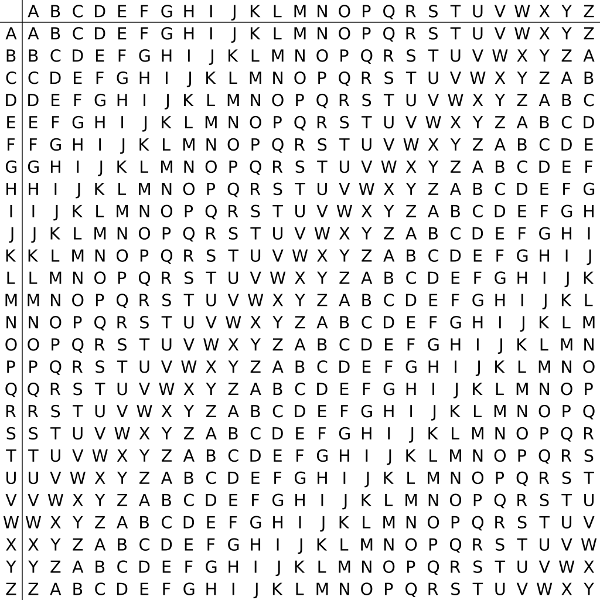 A B C D E F G H I J K L M N O P Q R S T U V W X Y Z
A A B C D E F G H I J K L M N O P Q R S T U V W X Y Z
B B C D E F G H I J K L M N O P Q R S T U V W X Y Z A
C C D E F G H I J K L M N O P Q R S T U V W X Y Z A B
D D E F G H I J K L M N O P Q R S T U V W X Y Z A B C
E E F G H I J K L M N O P Q R S T U V W X Y Z A B C D
F F G H I J K L M N O P Q R S T U V W X Y Z A B C D E
G G H I J K L M N O P Q R S T U V W X Y Z A B C D E F
H H I J K L M N O P Q R S T U V W X Y Z A B C D E F G
I I J K L M N O P Q R S T U V W X Y Z A B C D E F G H
J J K L M N O P Q R S T U V W X Y Z A B C D E F G H I
K K L M N O P Q R S T U V W X Y Z A B C D E F G H I J
L L M N O P Q R S T U V W X Y Z A B C D E F G H I J K
M M N O P Q R S T U V W X Y Z A B C D E F G H I J K L
N N O P Q R S T U V W X Y Z A B C D E F G H I J K L M
O O P Q R S T U V W X Y Z A B C D E F G H I J K L M N
P P Q R S T U V W X Y Z A B C D E F G H I J K L M N O
Q Q R S T U V W X Y Z A B C D E F G H I J K L M N O P
R R S T U V W X Y Z A B C D E F G H I J K L M N O P Q
S S T U V W X Y Z A B C D E F G H I J K L M N O P Q R
T T U V W X Y Z A B C D E F G H I J K L M N O P Q R S
U U V W X Y Z A B C D E F G H I J K L M N O P Q R S T
V V W X Y Z A B C D E F G H I J K L M N O P Q R S T U
W W X Y Z A B C D E F G H I J K L M N O P Q R S T U V
X X Y Z A B C D E F G H I J K L M N O P Q R S T U V W
Y Y Z A B C D E F G H I J K L M N O P Q R S T U V W X
Z Z A B C D E F G H I J K L M N O P Q R S T U V W X Y